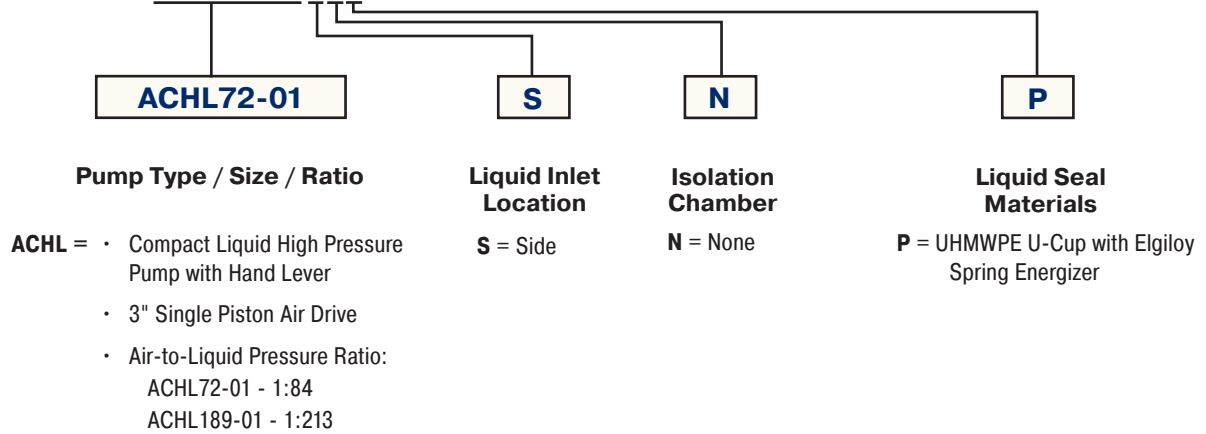 ACHL72-01
S
N
P
Pump Type / Size / Ratio
ACHL = • Compact Liquid High Pressure
Pump with Hand Lever
• 3" Single Piston Air Drive
• Air-to-Liquid Pressure Ratio:
ACHL72-01 - 1:84
ACHL189-01 - 1:213
Liquid Inlet
Location
S = Side
Isolation
Chamber
N = None
Liquid Seal
Materials
P = UHMWPE U-Cup with Elgiloy
Spring Energizer